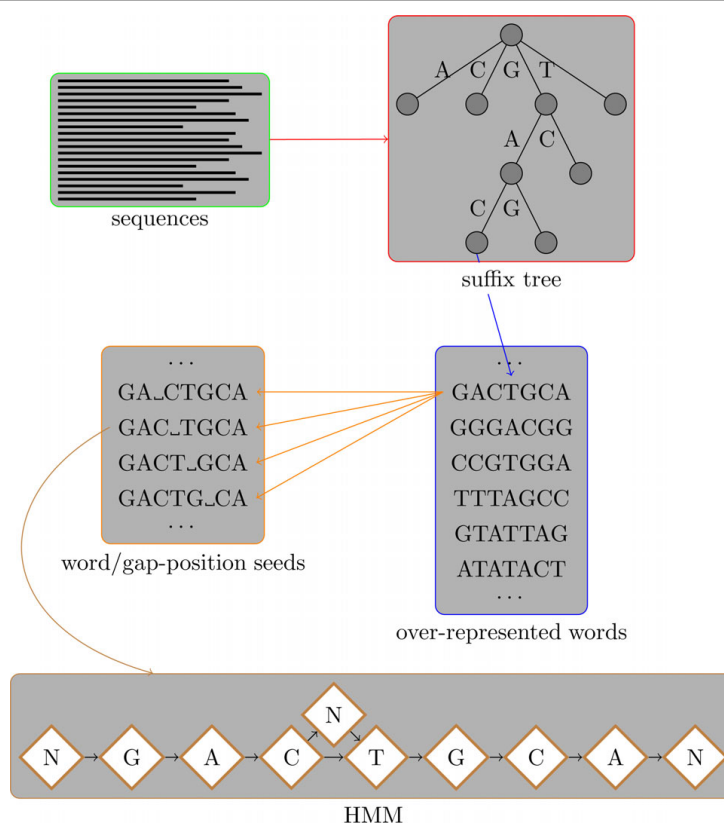 A C G T
A C
C G
sequences
suffix tree
...
GA␣CTGCA
GAC␣TGCA
GACT␣GCA
GACTG␣CA
...
word/gap-position seeds
...
GACTGCA
GGGACGG
CCGTGGA
TTTAGCC
GTATTAG
ATATACT
...
over-represented words
N
N G A C T G C A N
HMM